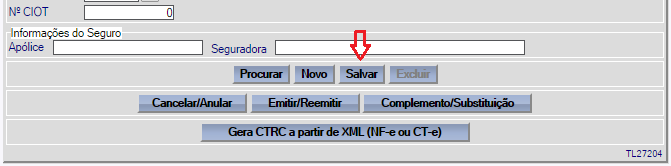 Nº CIOT 0
Informações do Seguro
Apólice Seguradora
Procurar Novo Salvar Excluir
Cancelar/Anular Emitir/Reemitir Complemento/Substituição
Gera CTRC a partir de XML (NF-e ou CT-e)
TL27204